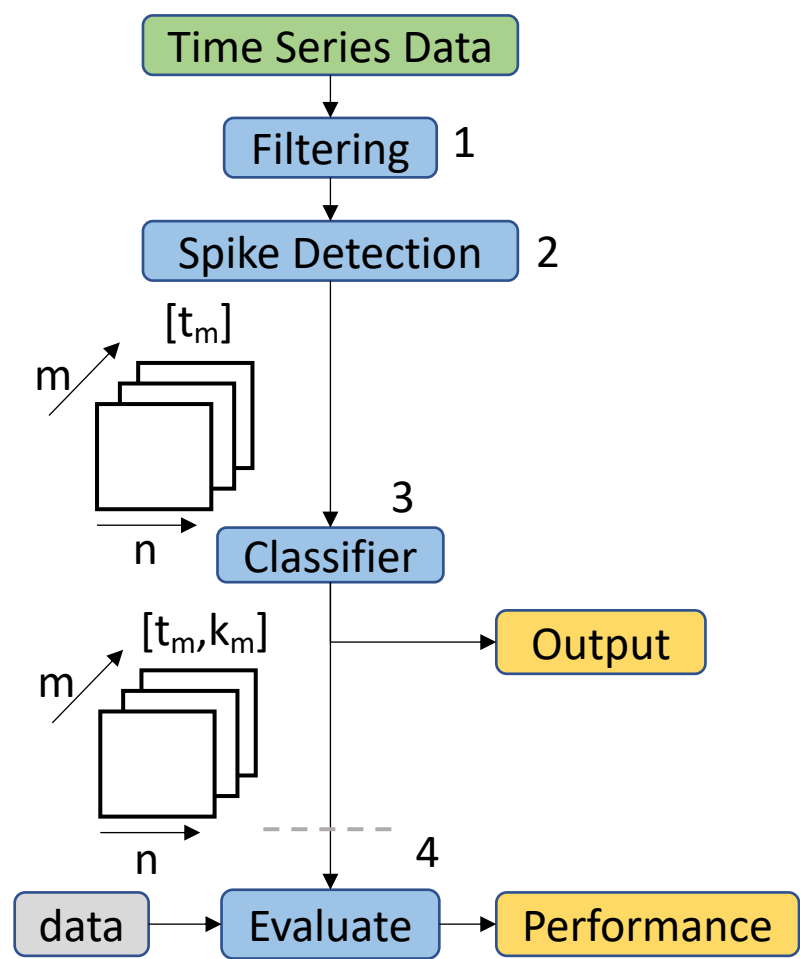 Time Series Data
Filtering 1
Spike Detection 2
[tₘ]
m
n
3
Classifier
[tₘ,kₘ]
Output
m
n
4
data
Evaluate
Performance